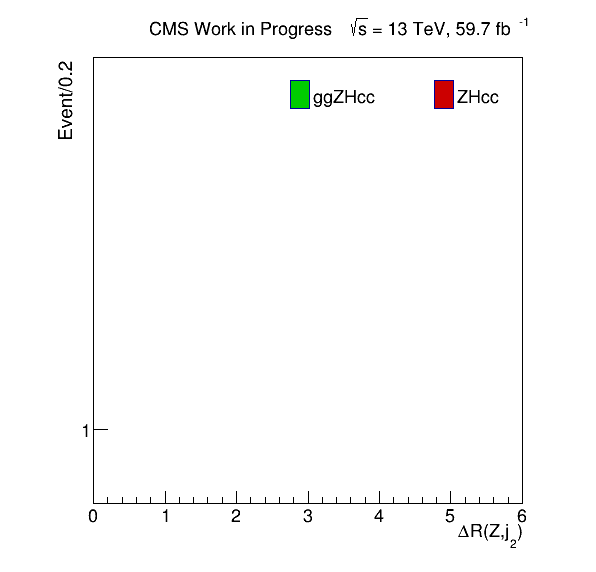 CMS Work in Progress √s = 13 TeV, 59.7 fb⁻¹
Event/0.2
ggZHcc ZHcc
1
0 1 2 3 4 5 6
ΔR(Z,j₂)